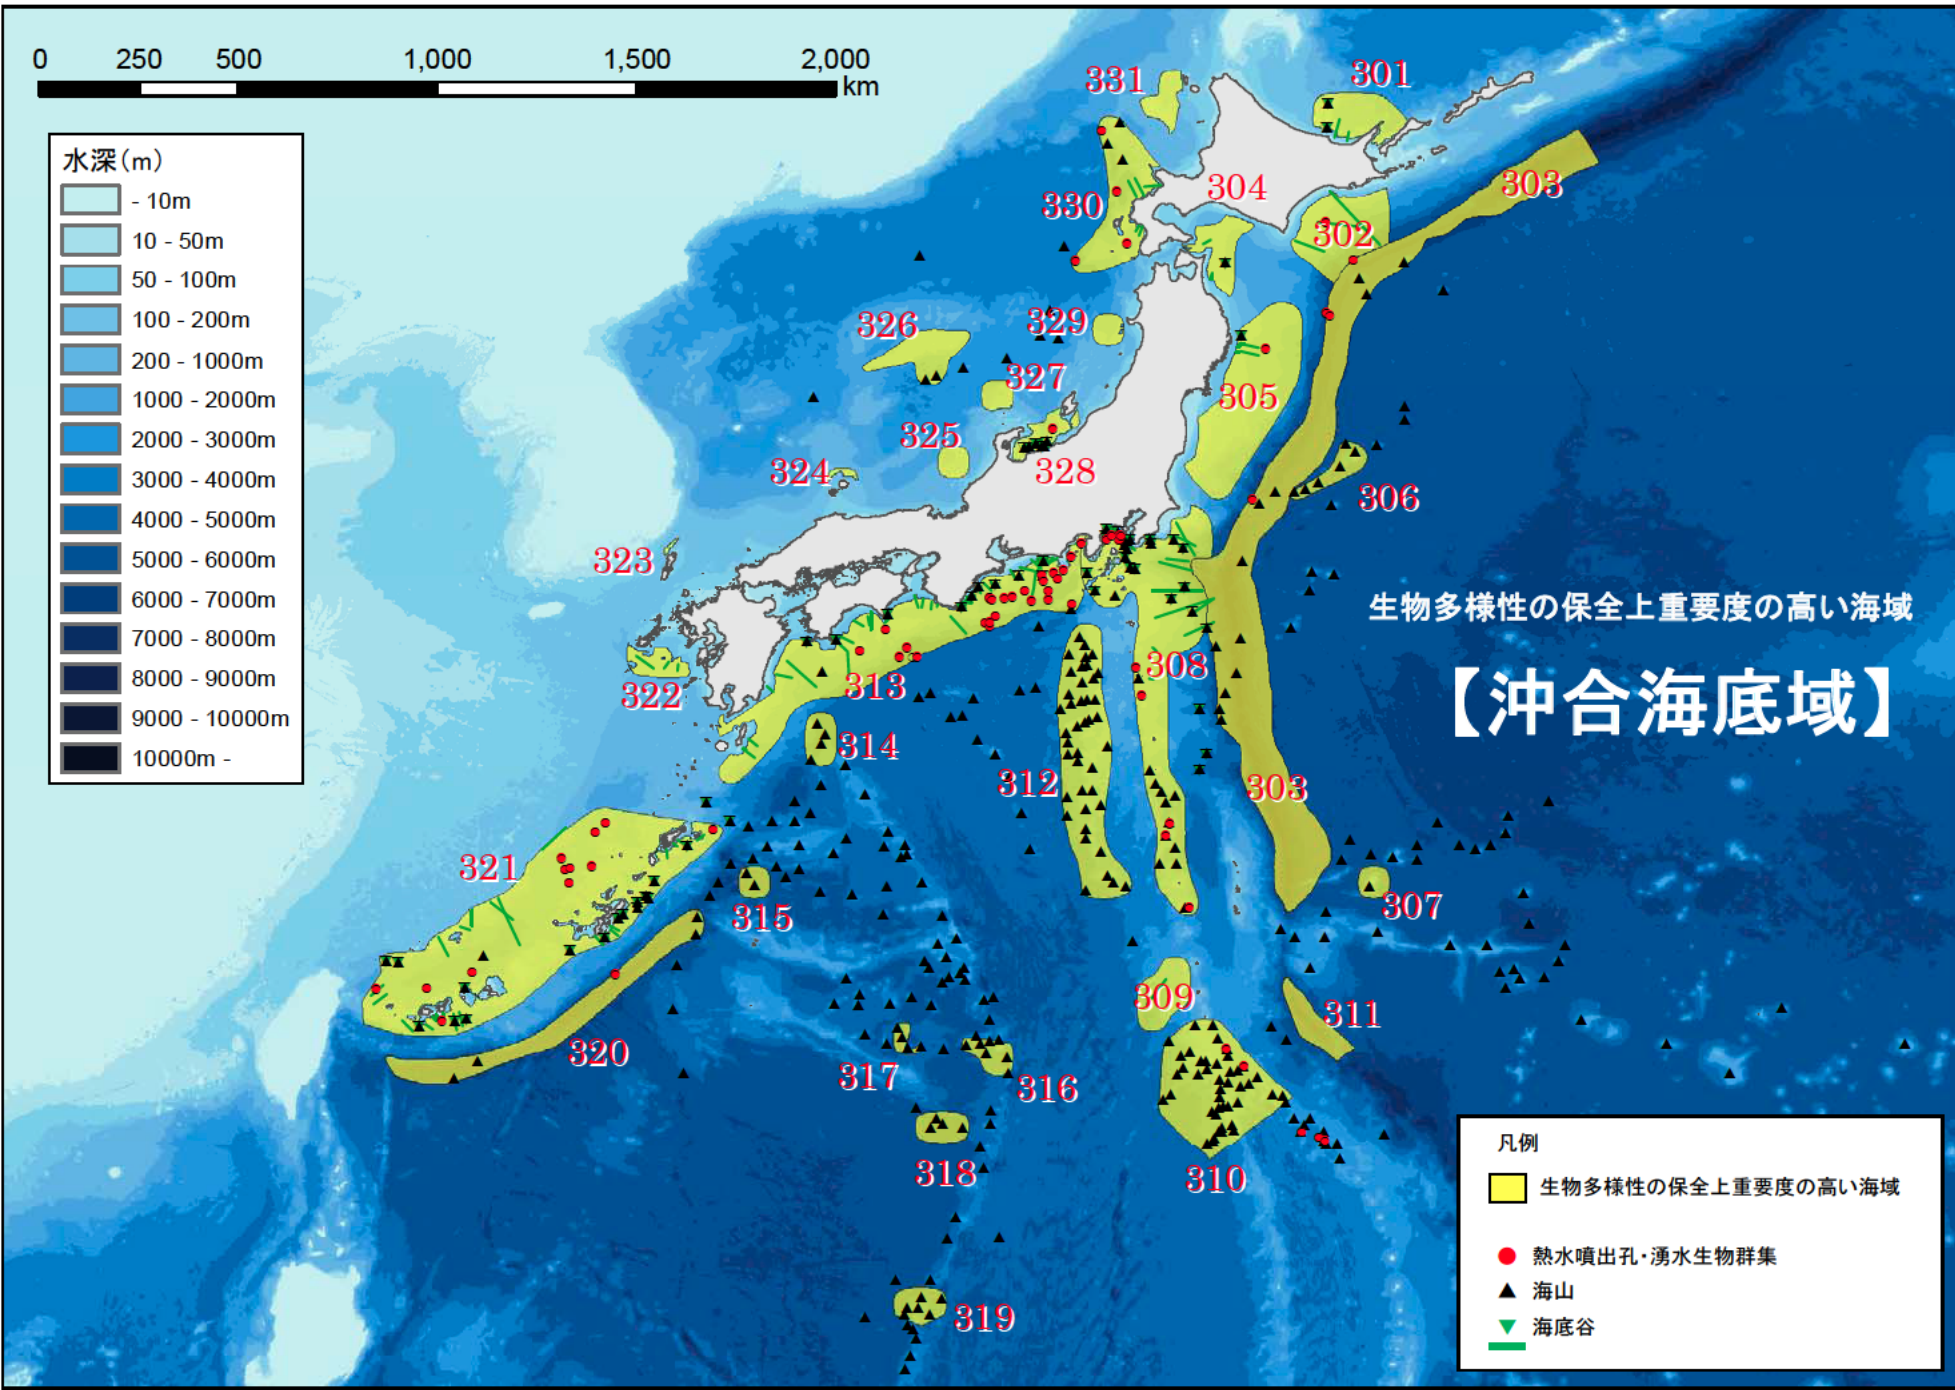 0 250 500 1,000 1,500 2,000
km
水深(m)
- 10m
10 - 50m
50 - 100m
100 - 200m
200 - 1000m
1000 - 2000m
2000 - 3000m
3000 - 4000m
4000 - 5000m
5000 - 6000m
6000 - 7000m
7000 - 8000m
8000 - 9000m
9000 - 10000m
10000m -
331
301
304
303
330
302
326
329
327
305
325
324
328
306
323
生物多様性の保全上重要度の高い海域
【沖合海底域】
322
313
308
314
312
303
321
315
307
309
311
320
317
316
318
310
319
凡例
生物多様性の保全上重要度の高い海域
熱水噴出孔・湧水生物群集
海山
海底谷